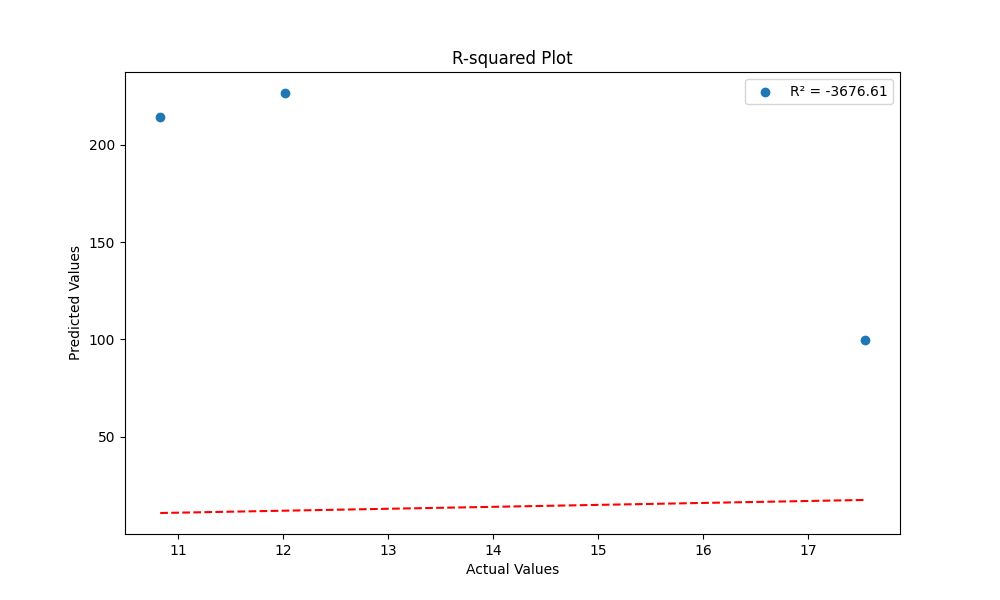 R-squared Plot
R² = -3676.61
200
150
100
50
Predicted Values
11 12 13 14 15 16 17
Actual Values